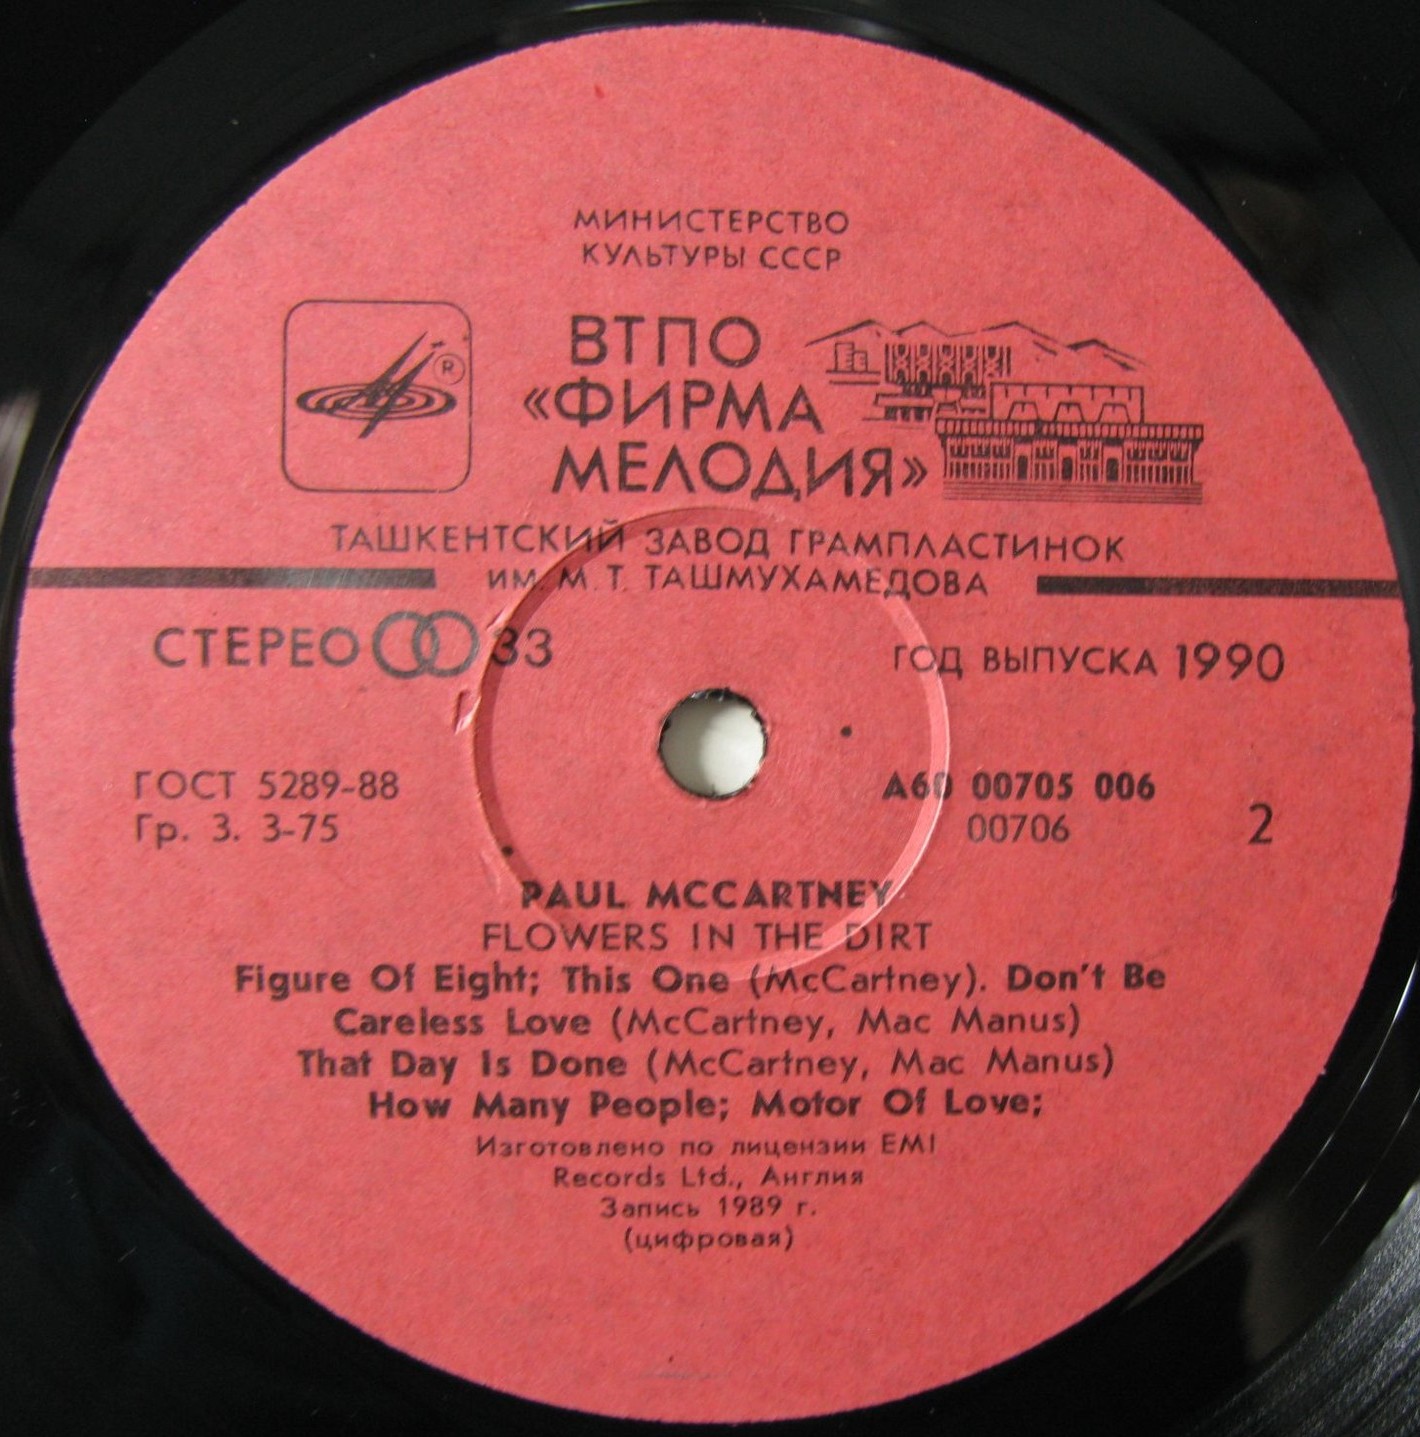 МИНИСТЕРСТВО
КУЛЬТУРЫ СССР
ВТПО
«ФИРМА
МЕЛОДИЯ»
®
ТАШКЕНТСКИЙ ЗАВОД ГРАМПЛАСТИНОК
ИМ. М. Т. ТАШМУХАМЕДОВА
СТЕРЕО 33
ГОД ВЫПУСКА 1990
ГОСТ 5289-88
Гр. 3. 3-75
А60 00705 006
00706
2
PAUL MCCARTNEY
FLOWERS IN THE DIRT
Figure Of Eight; This One (McCartney). Don't Be
Careless Love (McCartney, Mac Manus)
That Day Is Done (McCartney, Mac Manus)
How Many People; Motor Of Love;
Изготовлено по лицензии EMI
Records Ltd., Англия
Запись 1989 г.
(цифровая)